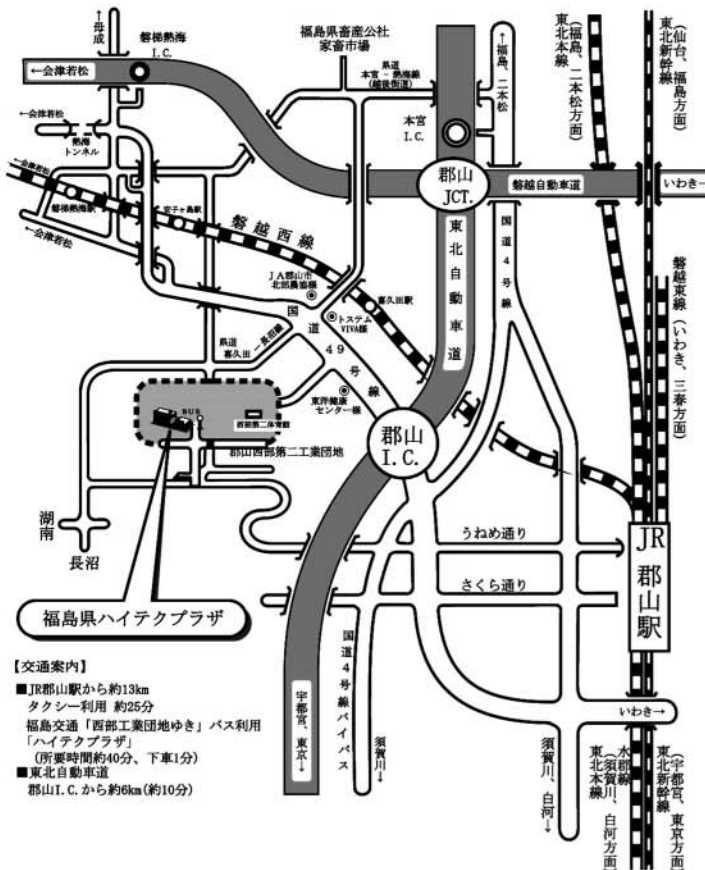 ←母成
磐梯熱海
I.C.
福島県畜産公社
家畜市場
←会津若松
県道
本宮－熱海線
(越後街道)
←福島、二本松
本宮
I.C.
(福島、二本松方面)
東北本線
(仙台、福島方面)
東北新幹線
←会津若松
熱海
トンネル
郡山
JCT.
磐越自動車道
いわき→
←会津若松
磐梯熱海駅
安子ヶ島駅
←会津若松
磐越西線
東北自動車道
国道4号線
磐越東線（いわき、三春方面）
JA郡山市
北部農協様
喜久田駅
トステム
VIVA様
国道49号線
県道
喜久田－長沼線
東洋健康
センター様
BUS
西部第二体育館
郡山西部第二工業団地
郡山
I.C.
湖南
長沼
うねめ通り
さくら通り
JR郡山駅
福島県ハイテクプラザ
国道4号線バイパス
宇都宮、東京→
須賀川→
須賀川、白河→
いわき→
水郡線
(須賀川、白河方面)
東北本線
(宇都宮、東京方面)
東北新幹線
【交通案内】
■JR郡山駅から約13km
タクシー利用 約25分
福島交通「西部工業団地ゆき」バス利用
「ハイテクプラザ」
(所要時間約40分、下車1分)
■東北自動車道
郡山I.C.から約6km(約10分)